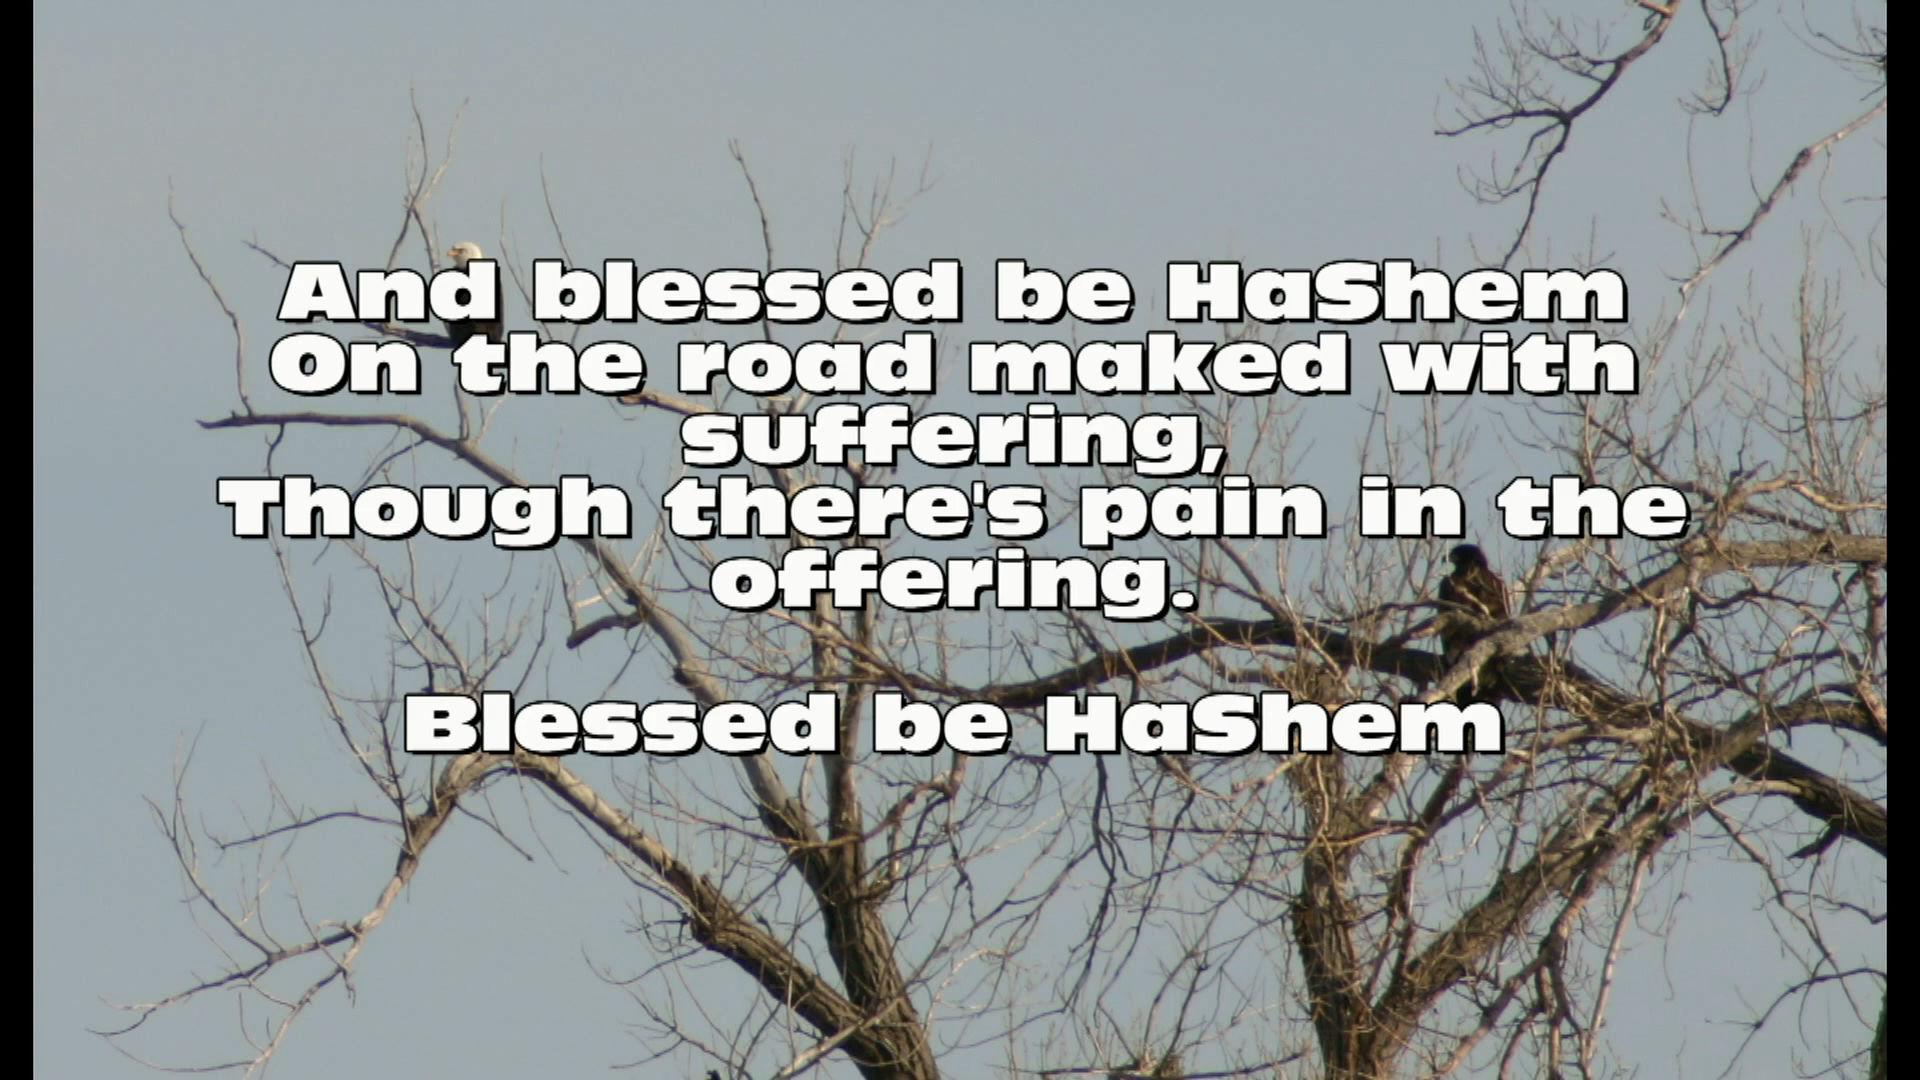 And blessed be HaShem
On the road maked with
suffering,
Though there's pain in the
offering.
Blessed be HaShem